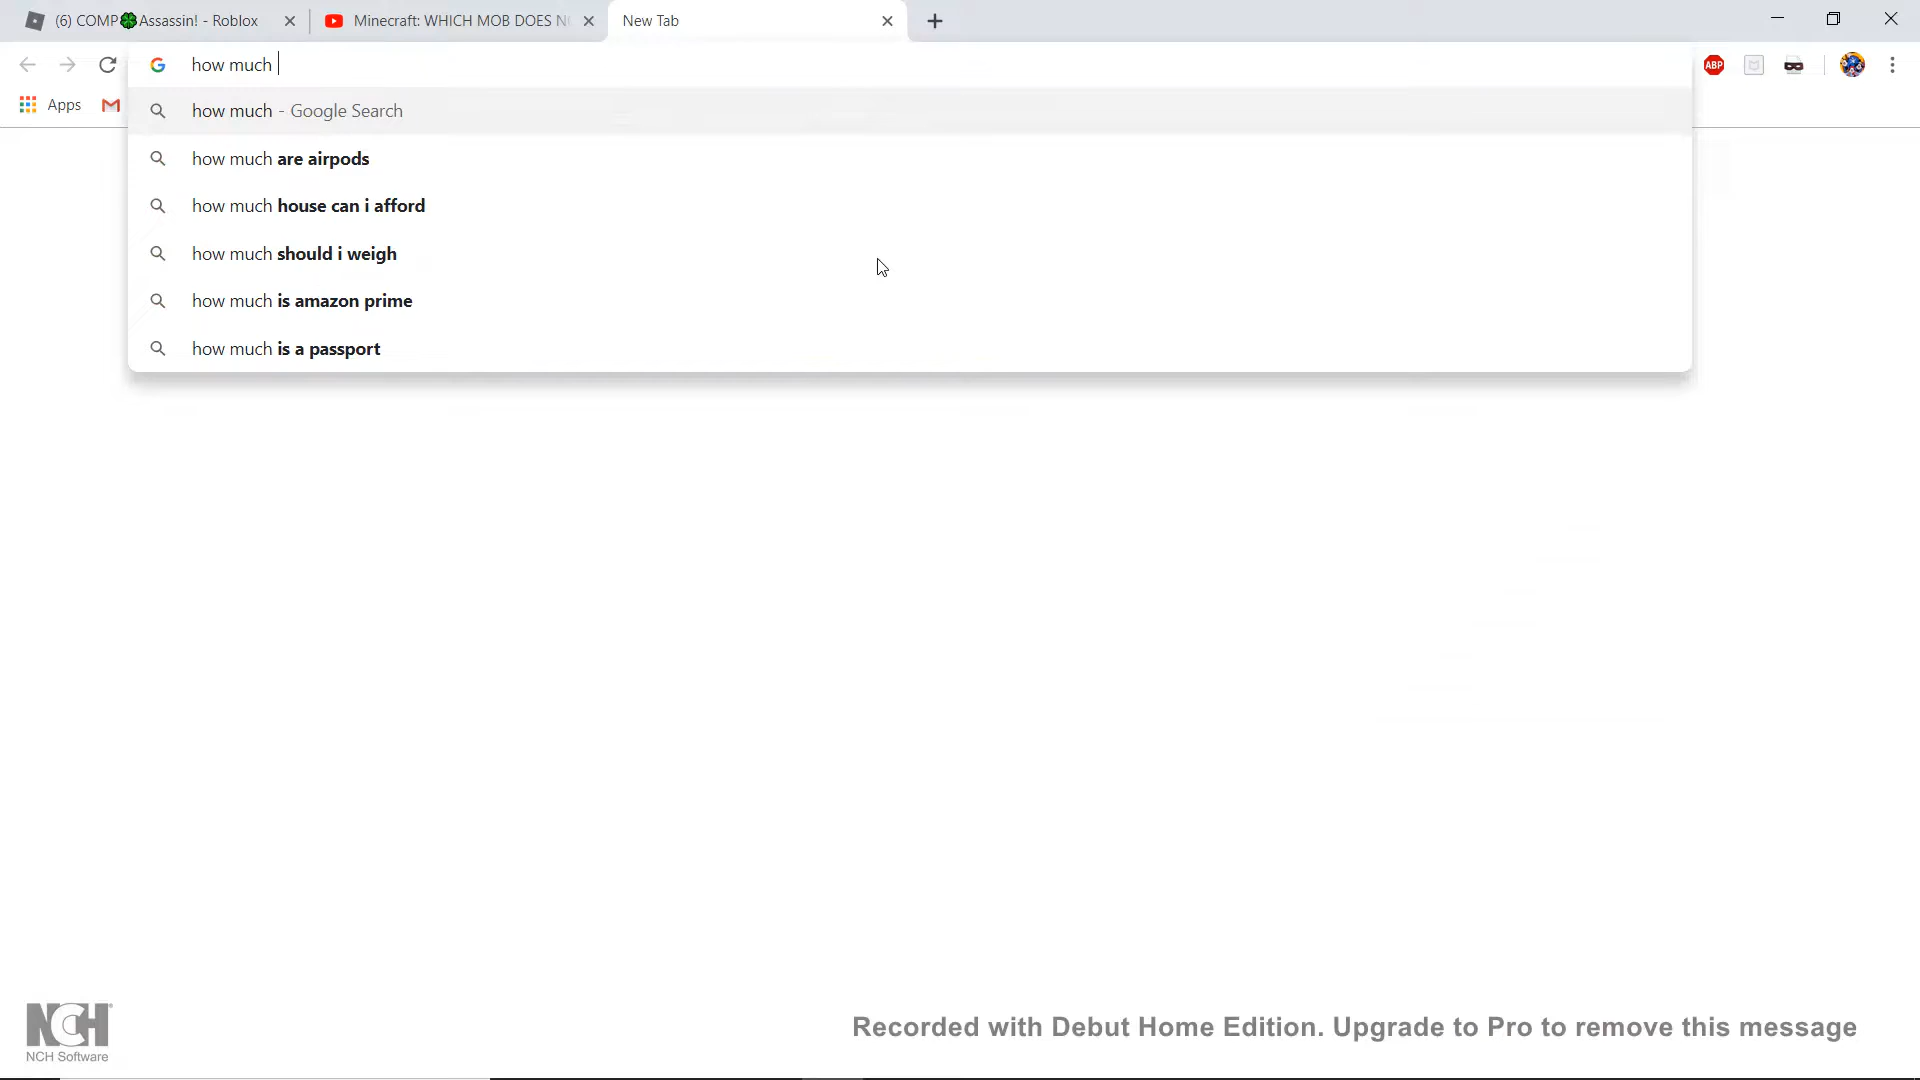 (6) COMP🍀Assassin! - Roblox
Minecraft: WHICH MOB DOES N
New Tab
how much
Apps
ABP
how much - Google Search
how much are airpods
how much house can i afford
how much should i weigh
how much is amazon prime
how much is a passport
NCH
NCH Software
Recorded with Debut Home Edition. Upgrade to Pro to remove this message